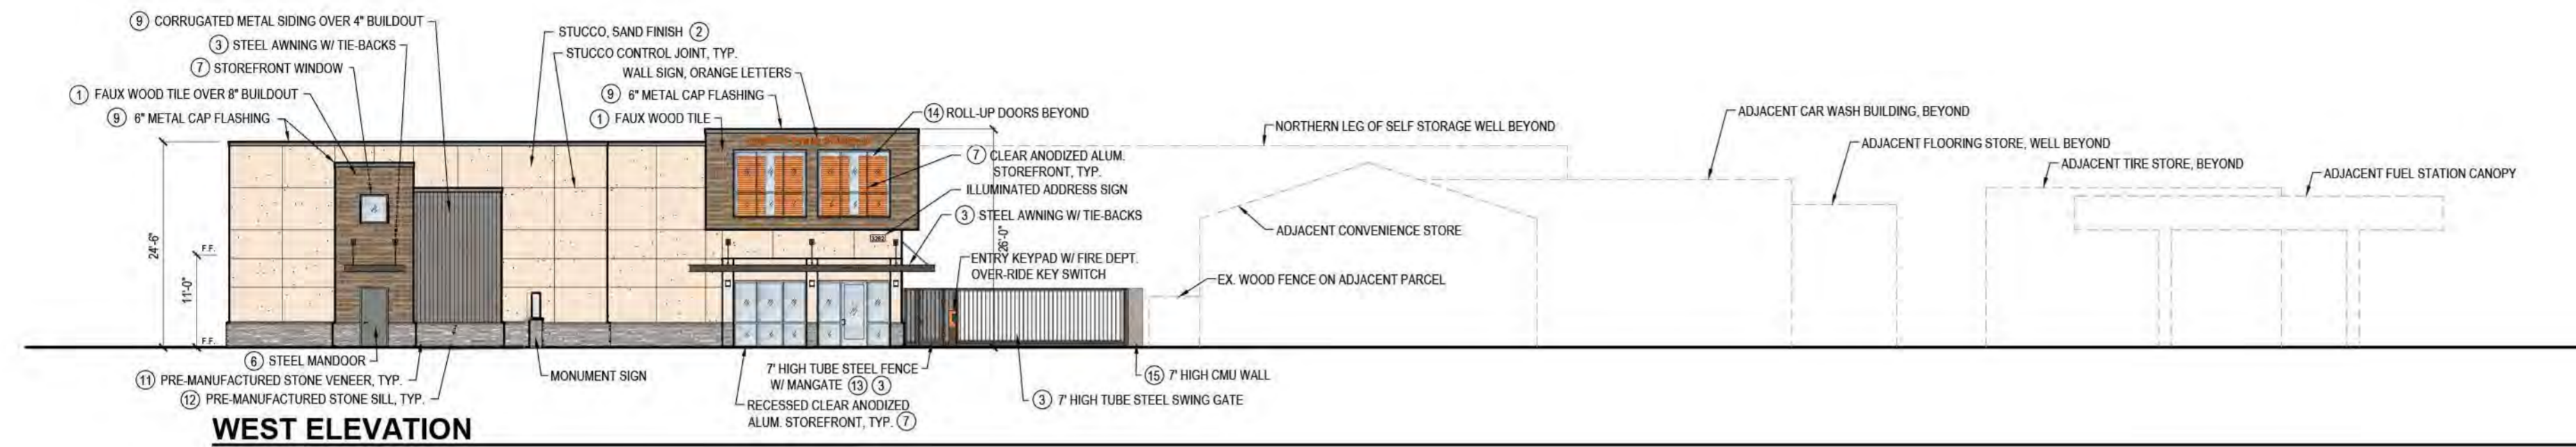 ⑨ CORRUGATED METAL SIDING OVER 4" BUILDOUT
③ STEEL AWNING W/ TIE-BACKS
⑦ STOREFRONT WINDOW
① FAUX WOOD TILE OVER 8" BUILDOUT
⑨ 6" METAL CAP FLASHING
STUCCO, SAND FINISH ②
STUCCO CONTROL JOINT, TYP.
WALL SIGN, ORANGE LETTERS
⑨ 6" METAL CAP FLASHING
① FAUX WOOD TILE
⑭ ROLL-UP DOORS BEYOND
⑦ CLEAR ANODIZED ALUM.
STOREFRONT, TYP.
ILLUMINATED ADDRESS SIGN
③ STEEL AWNING W/ TIE-BACKS
26'-0"
ENTRY KEYPAD W/ FIRE DEPT.
OVER-RIDE KEY SWITCH
NORTHERN LEG OF SELF STORAGE WELL BEYOND
ADJACENT CONVENIENCE STORE
EX. WOOD FENCE ON ADJACENT PARCEL
ADJACENT CAR WASH BUILDING, BEYOND
ADJACENT FLOORING STORE, WELL BEYOND
ADJACENT TIRE STORE, BEYOND
ADJACENT FUEL STATION CANOPY
24'-6"
11'-0"
F.F.
F.F.
⑥ STEEL MANDOOR
⑪ PRE-MANUFACTURED STONE VENEER, TYP.
⑫ PRE-MANUFACTURED STONE SILL, TYP.
MONUMENT SIGN
7' HIGH TUBE STEEL FENCE
W/ MANGATE ⑬ ③
RECESSED CLEAR ANODIZED
ALUM. STOREFRONT, TYP. ⑦
⑮ 7' HIGH CMU WALL
③ 7' HIGH TUBE STEEL SWING GATE
WEST ELEVATION